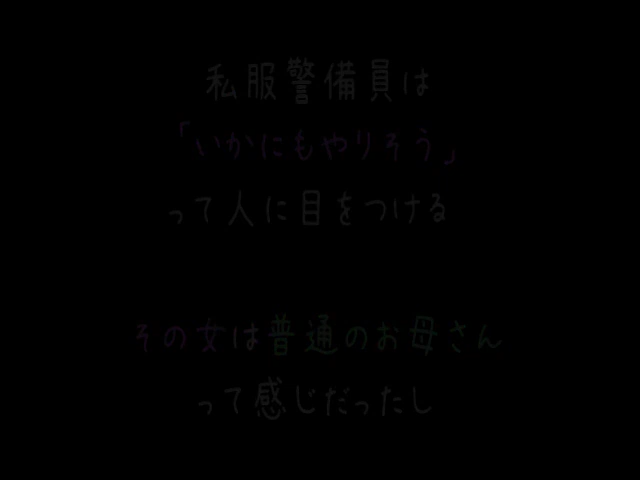 私服警備員は
「いかにもやりそう」
って人に目をつける
その女は普通のお母さん
って感じだったし